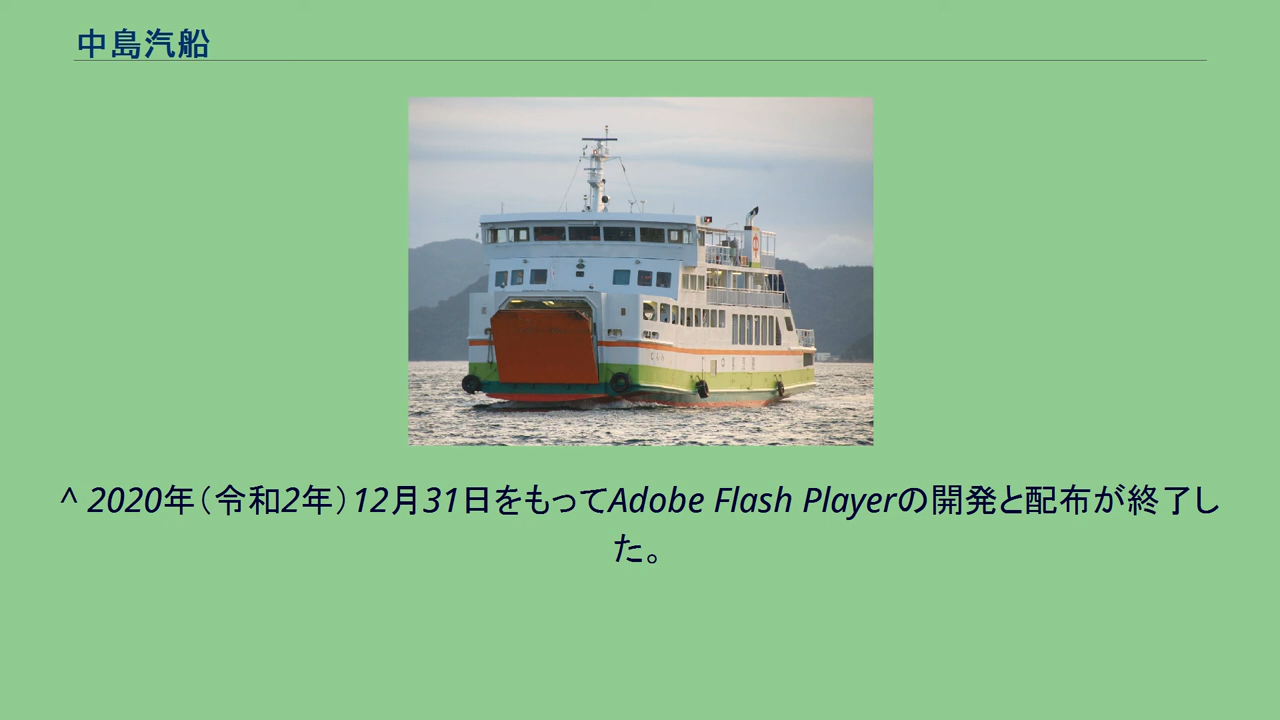 中島汽船
^ 2020年（令和2年）12月31日をもってAdobe Flash Playerの開発と配布が終了し
た。